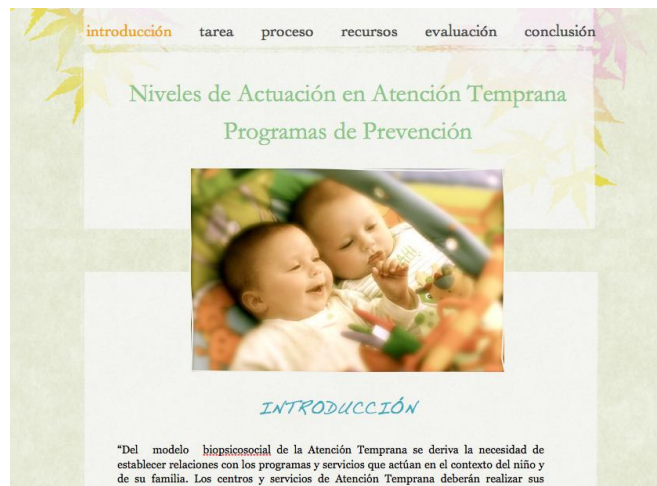 introducción tarea proceso recursos evaluación conclusión
Niveles de Actuación en Atención Temprana
Programas de Prevención
INTRODUCCIÓN
“Del modelo biopsicosocial de la Atención Temprana se deriva la necesidad de
establecer relaciones con los programas y servicios que actúan en el contexto del niño y
de su familia. Los centros y servicios de Atención Temprana deberán realizar sus